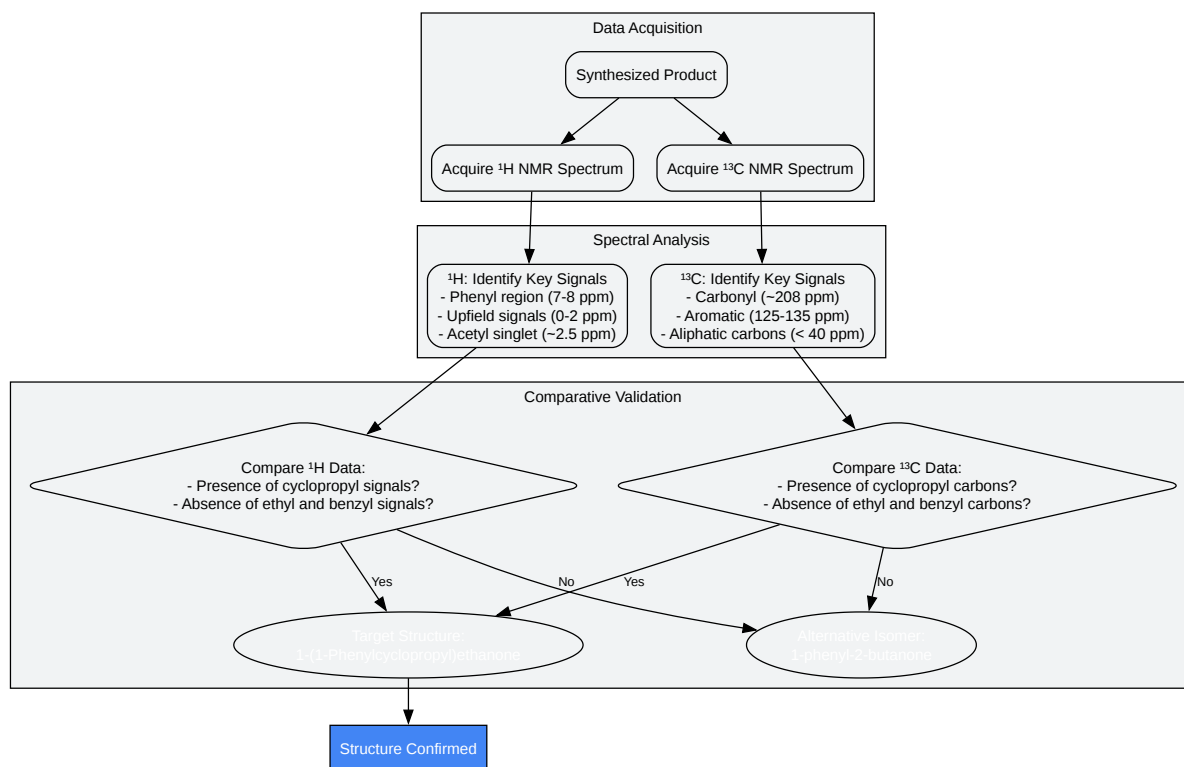 Data Acquisition
Synthesized Product
Acquire ¹H NMR Spectrum
Acquire ¹³C NMR Spectrum
Spectral Analysis
¹H: Identify Key Signals
- Phenyl region (7-8 ppm)
- Upfield signals (0-2 ppm)
- Acetyl singlet (~2.5 ppm)
¹³C: Identify Key Signals
- Carbonyl (~208 ppm)
- Aromatic (125-135 ppm)
- Aliphatic carbons (< 40 ppm)
Comparative Validation
Compare ¹H Data:
- Presence of cyclopropyl signals?
- Absence of ethyl and benzyl signals?
Compare ¹³C Data:
- Presence of cyclopropyl carbons?
- Absence of ethyl and benzyl carbons?
Yes
No
Yes
No
Target Structure:
1-(1-Phenylcyclopropyl)ethanone
Alternative Isomer:
1-phenyl-2-butanone
Structure Confirmed